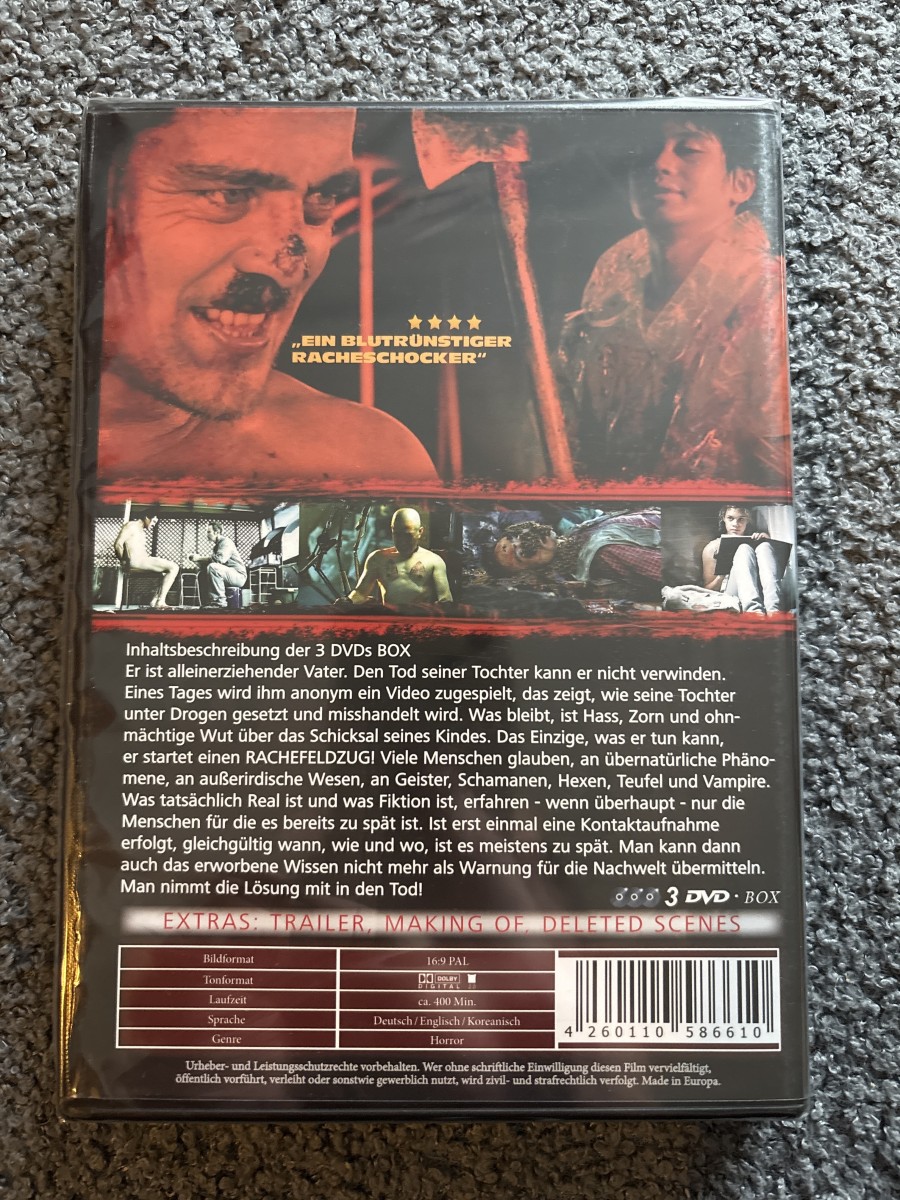 „EIN BLUTRÜNSTIGER
RACHESCHOCKER“
Inhaltsbeschreibung der 3 DVDs BOX
Er ist alleinerziehender Vater. Den Tod seiner Tochter kann er nicht verwinden.
Eines Tages wird ihm anonym ein Video zugespielt, das zeigt, wie seine Tochter
unter Drogen gesetzt und misshandelt wird. Was bleibt, ist Hass, Zorn und ohn-
mächtige Wut über das Schicksal seines Kindes. Das Einzige, was er tun kann,
er startet einen RACHEFELDZUG! Viele Menschen glauben, an übernatürliche Phäno-
mene, an außerirdische Wesen, an Geister, Schamanen, Hexen, Teufel und Vampire.
Was tatsächlich Real ist und was Fiktion ist, erfahren - wenn überhaupt - nur die
Menschen für die es bereits zu spät ist. Ist erst einmal eine Kontaktaufnahme
erfolgt, gleichgültig wann, wie und wo, ist es meistens zu spät. Man kann dann
auch das erworbene Wissen nicht mehr als Warnung für die Nachwelt übermitteln.
Man nimmt die Lösung mit in den Tod!
3 DVD · BOX
EXTRAS: TRAILER, MAKING OF, DELETED SCENES
Bildformat 16:9 PAL
Tonformat DOLBY DIGITAL
Laufzeit ca. 400 Min.
Sprache Deutsch/Englisch/Koreanisch
Genre Horror
4 260110 586610
Urheber- und Leistungsschutzrechte vorbehalten. Wer ohne schriftliche Einwilligung diesen Film vervielfältigt,
öffentlich vorführt, verleiht oder sonstwie gewerblich nutzt, wird zivil- und strafrechtlich verfolgt. Made in Europa.